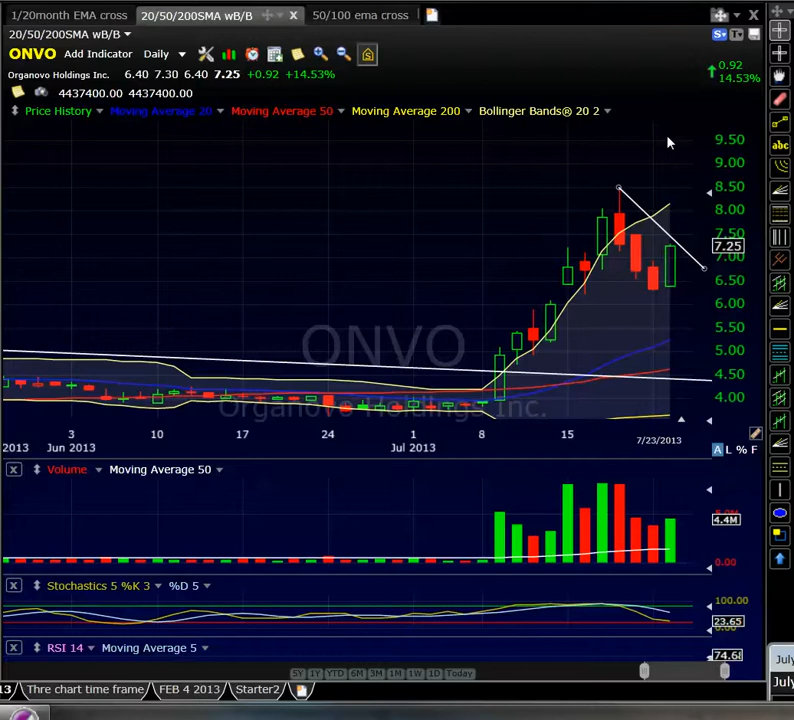 1/20month EMA cross 20/50/200SMA wB/B 50/100 ema cross
20/50/200SMA wB/B
ONVO Add Indicator Daily
Organovo Holdings Inc. 6.40 7.30 6.40 7.25 +0.92 +14.53%
0.92
14.53%
4437400.00 4437400.00
Price History Moving Average 20 Moving Average 50 Moving Average 200 Bollinger Bands® 20 2
9.50
9.00
8.50
8.00
7.50
7.25
7.00
6.50
6.00
5.50
5.00
4.50
4.00
ONVO
Organovo Holdings Inc.
3 10 17 24 1 8 15 7/23/2013
2013 Jun 2013 Jul 2013
A L % F
Volume Moving Average 50
4.4M
0.00
Stochastics 5 %K 3 %D 5
100.00
23.65
RSI 14 Moving Average 5
74.68
5Y 1Y YTD 6M 3M 1M 1W 1D Today
13 Thre chart time frame FEB 4 2013 Starter2
July
July
abc